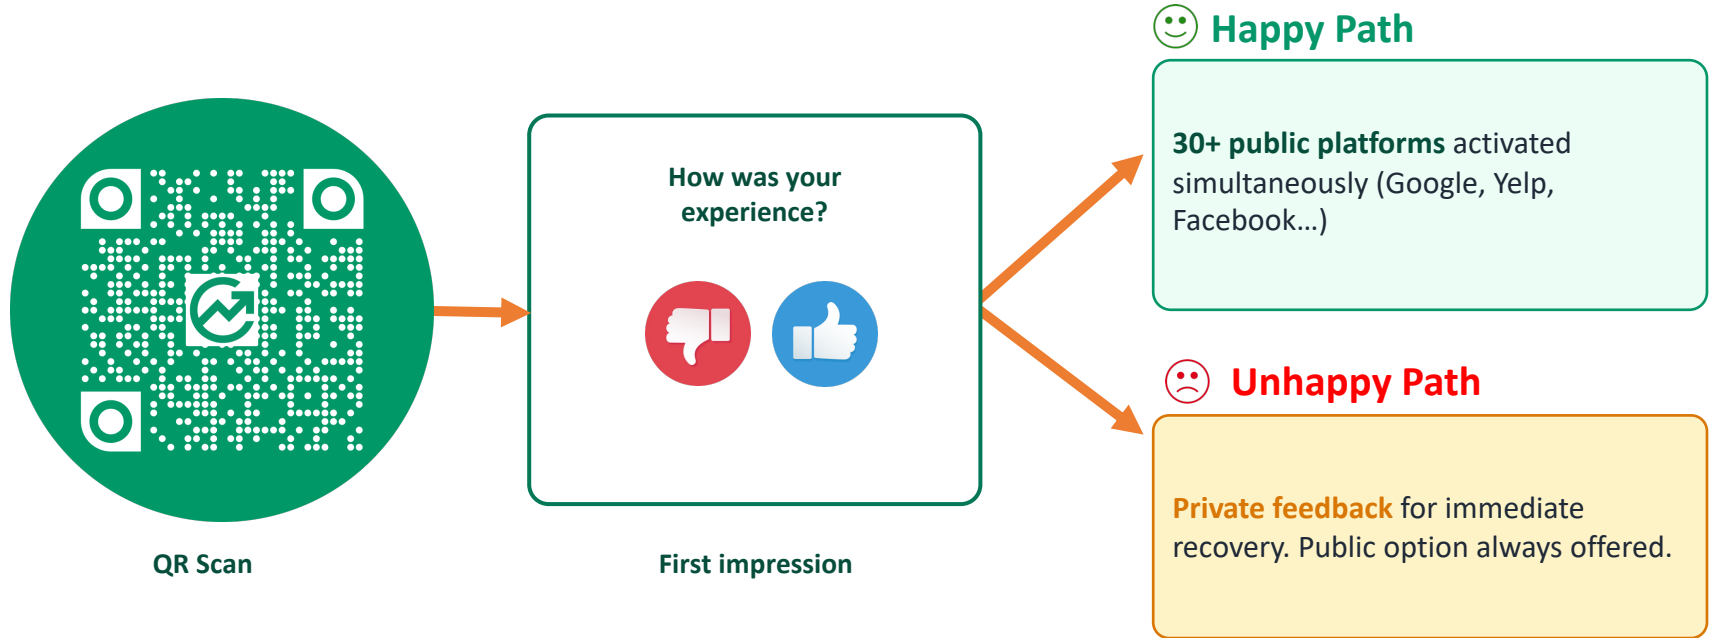 QR Scan
How was your
experience?
First impression
Happy Path
30+ public platforms activated
simultaneously (Google, Yelp,
Facebook...)
Unhappy Path
Private feedback for immediate
recovery. Public option always offered.